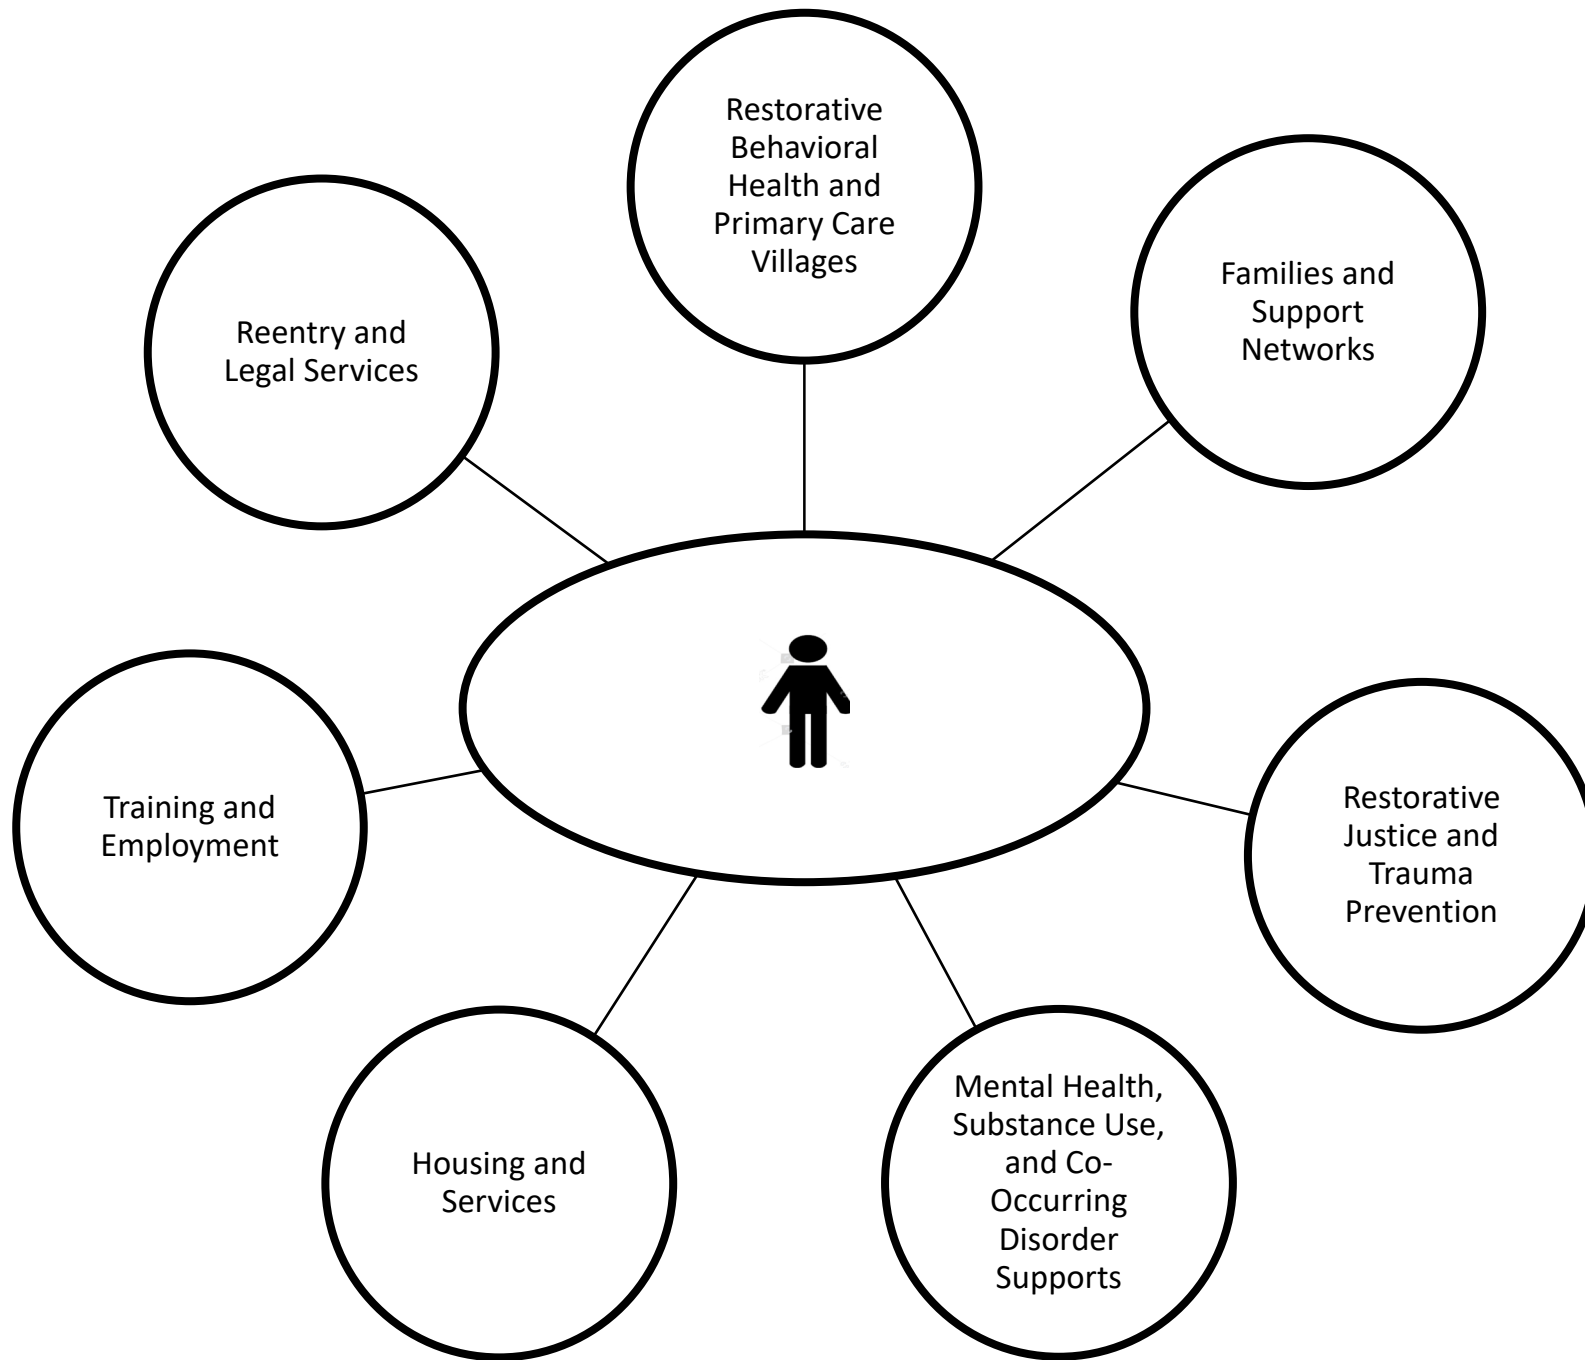 Restorative
Behavioral
Health and
Primary Care
Villages
Families and
Support
Networks
Reentry and
Legal Services
Training and
Employment
Restorative
Justice and
Trauma
Prevention
Housing and
Services
Mental Health,
Substance Use,
and Co-
Occurring
Disorder
Supports